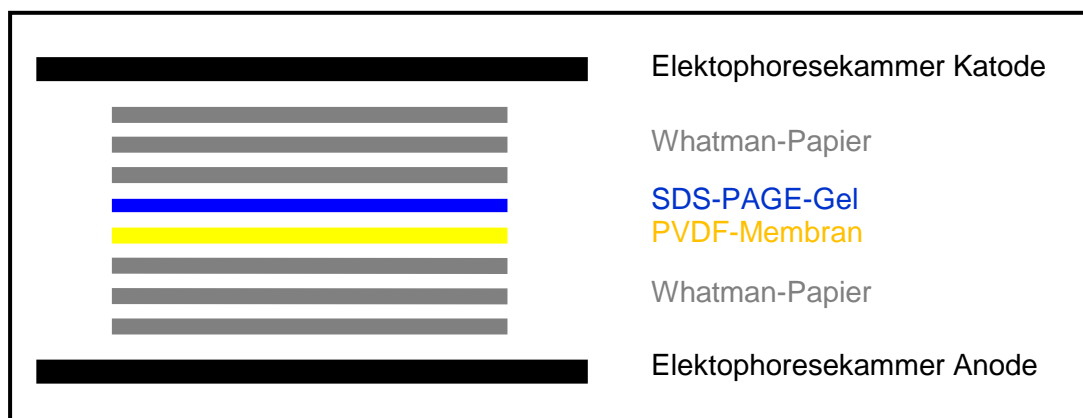 Elektophoresekammer Katode
Whatman-Papier
SDS-PAGE-Gel
PVDF-Membran
Whatman-Papier
Elektophoresekammer Anode